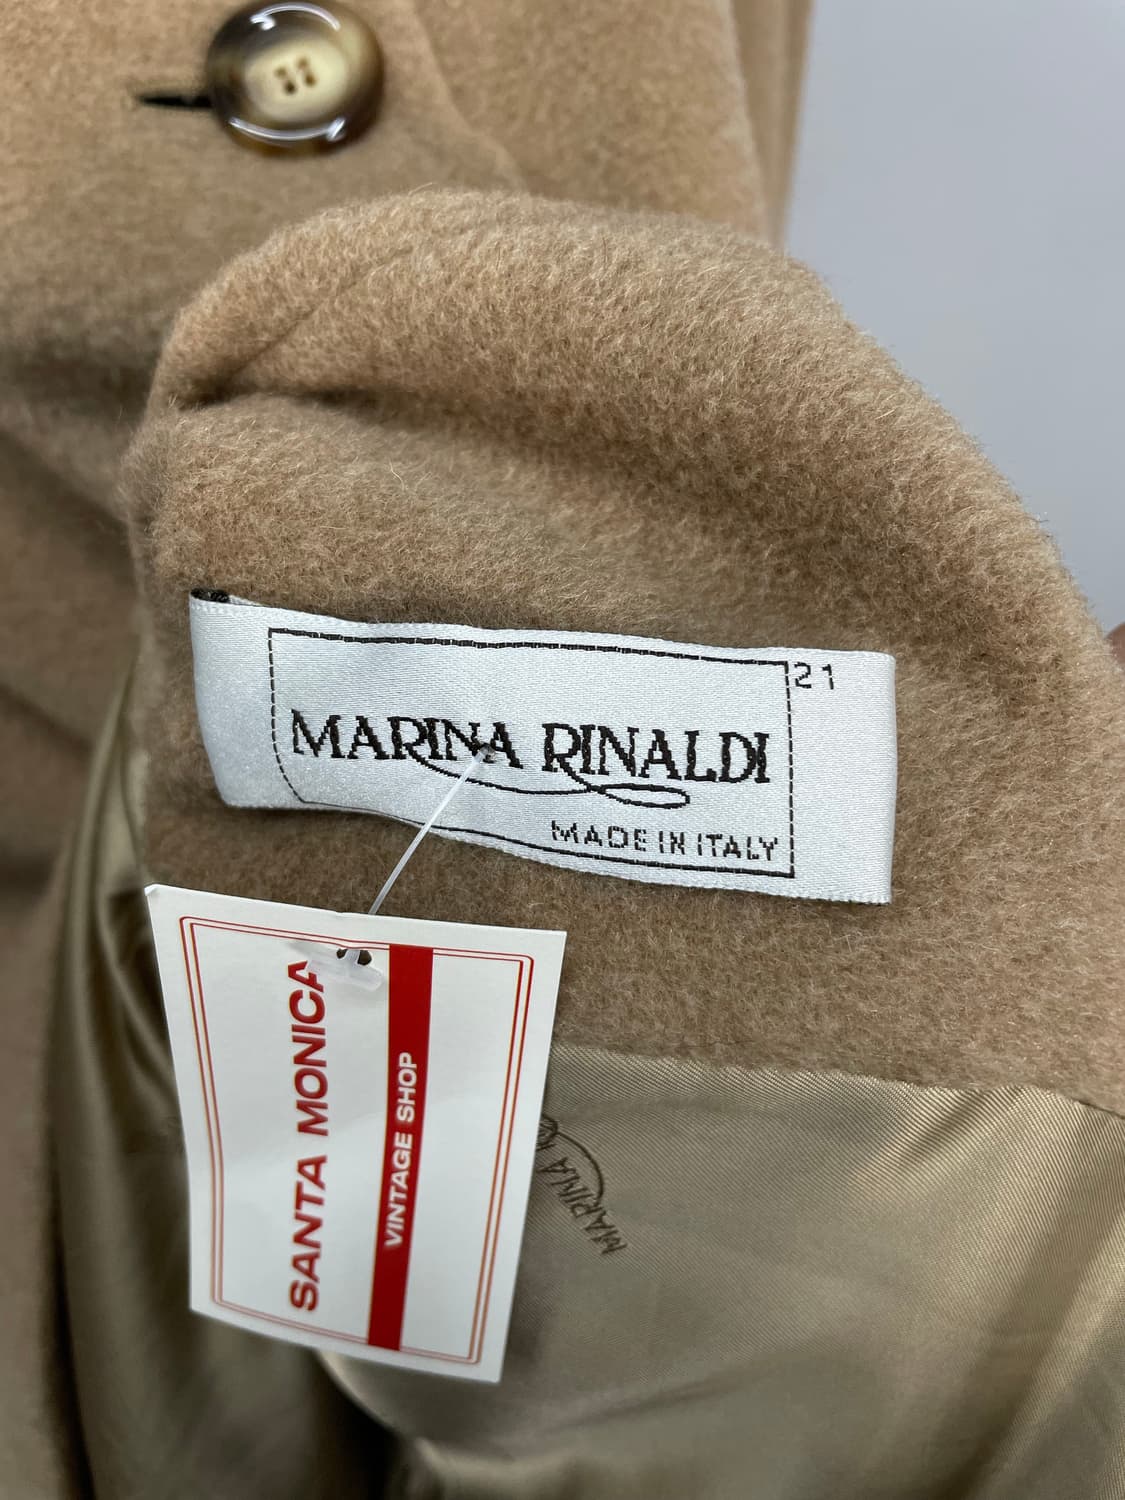 21
MARINA RINALDI
MADE IN ITALY
SANTA MONICA
VINTAGE SHOP
MARINA